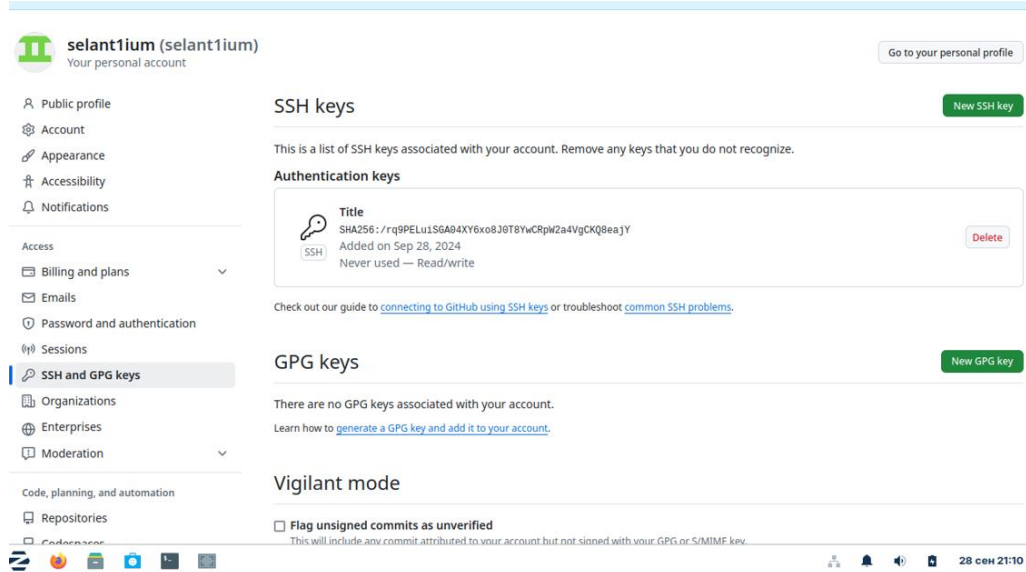 selant1ium (selant1ium)
Your personal account
Go to your personal profile
Public profile
Account
Appearance
Accessibility
Notifications
Access
Billing and plans
Emails
Password and authentication
Sessions
SSH and GPG keys
Organizations
Enterprises
Moderation
Code, planning, and automation
Repositories
Codespaces
SSH keys
New SSH key
This is a list of SSH keys associated with your account. Remove any keys that you do not recognize.
Authentication keys
Title
SHA256:/rq9PELuiSGA04XY6xo8J0T8YwCRpW2a4VgCKQ8eajY
SSH
Added on Sep 28, 2024
Never used — Read/write
Delete
Check out our guide to connecting to GitHub using SSH keys or troubleshoot common SSH problems.
GPG keys
New GPG key
There are no GPG keys associated with your account.
Learn how to generate a GPG key and add it to your account.
Vigilant mode
Flag unsigned commits as unverified
This will include any commit attributed to your account but not signed with your GPG or S/MIME key.
28 сен 21:10